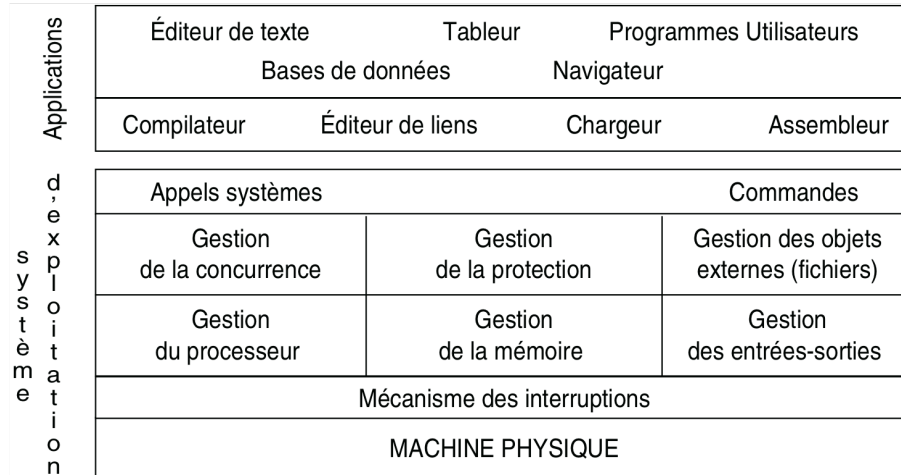 Applications
Éditeur de texte Tableur Programmes Utilisateurs
Bases de données Navigateur
Compilateur Éditeur de liens Chargeur Assembleur
système
d'exploitation
Appels systèmes Commandes
Gestion
de la concurrence
Gestion
de la protection
Gestion des objets
externes (fichiers)
Gestion
du processeur
Gestion
de la mémoire
Gestion
des entrées-sorties
Mécanisme des interruptions
MACHINE PHYSIQUE